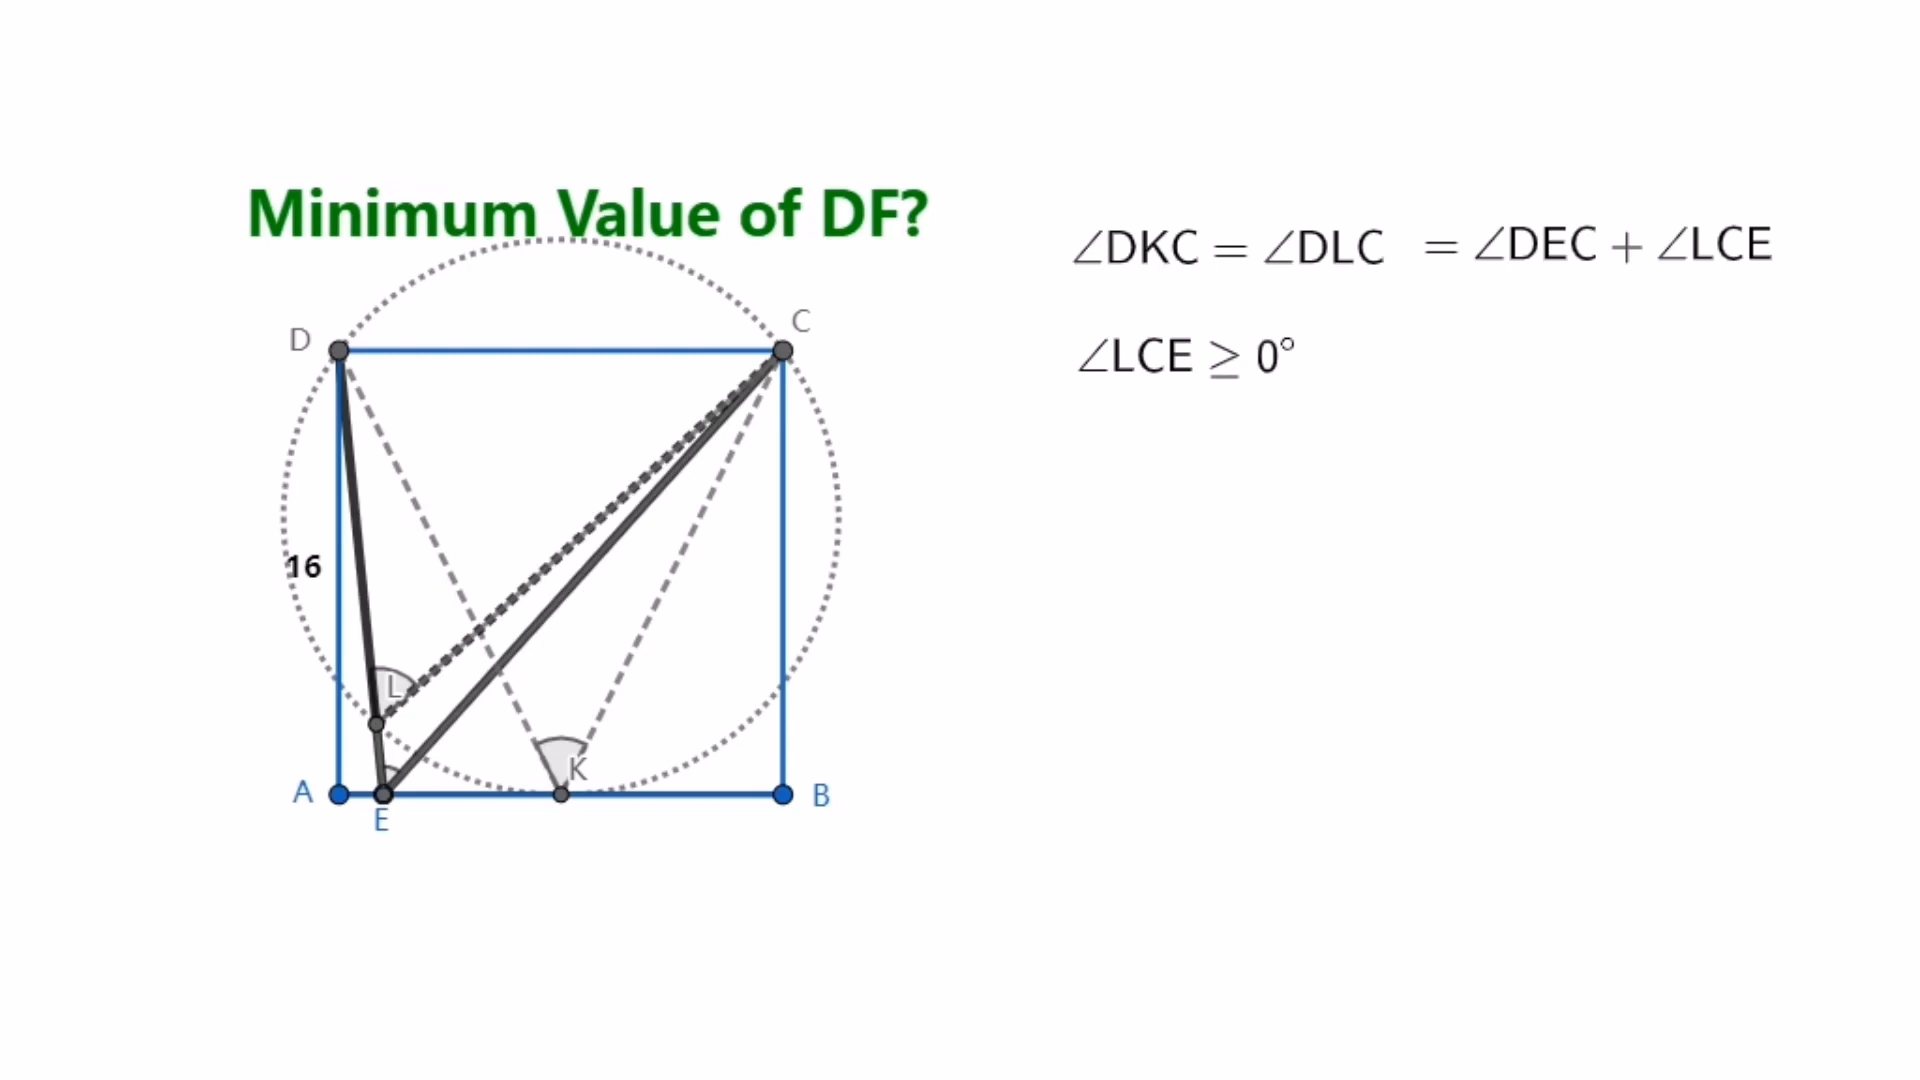 Minimum Value of DF?
∠DKC = ∠DLC = ∠DEC + ∠LCE
∠LCE ≥ 0°
D
C
16
L
K
A
E
B